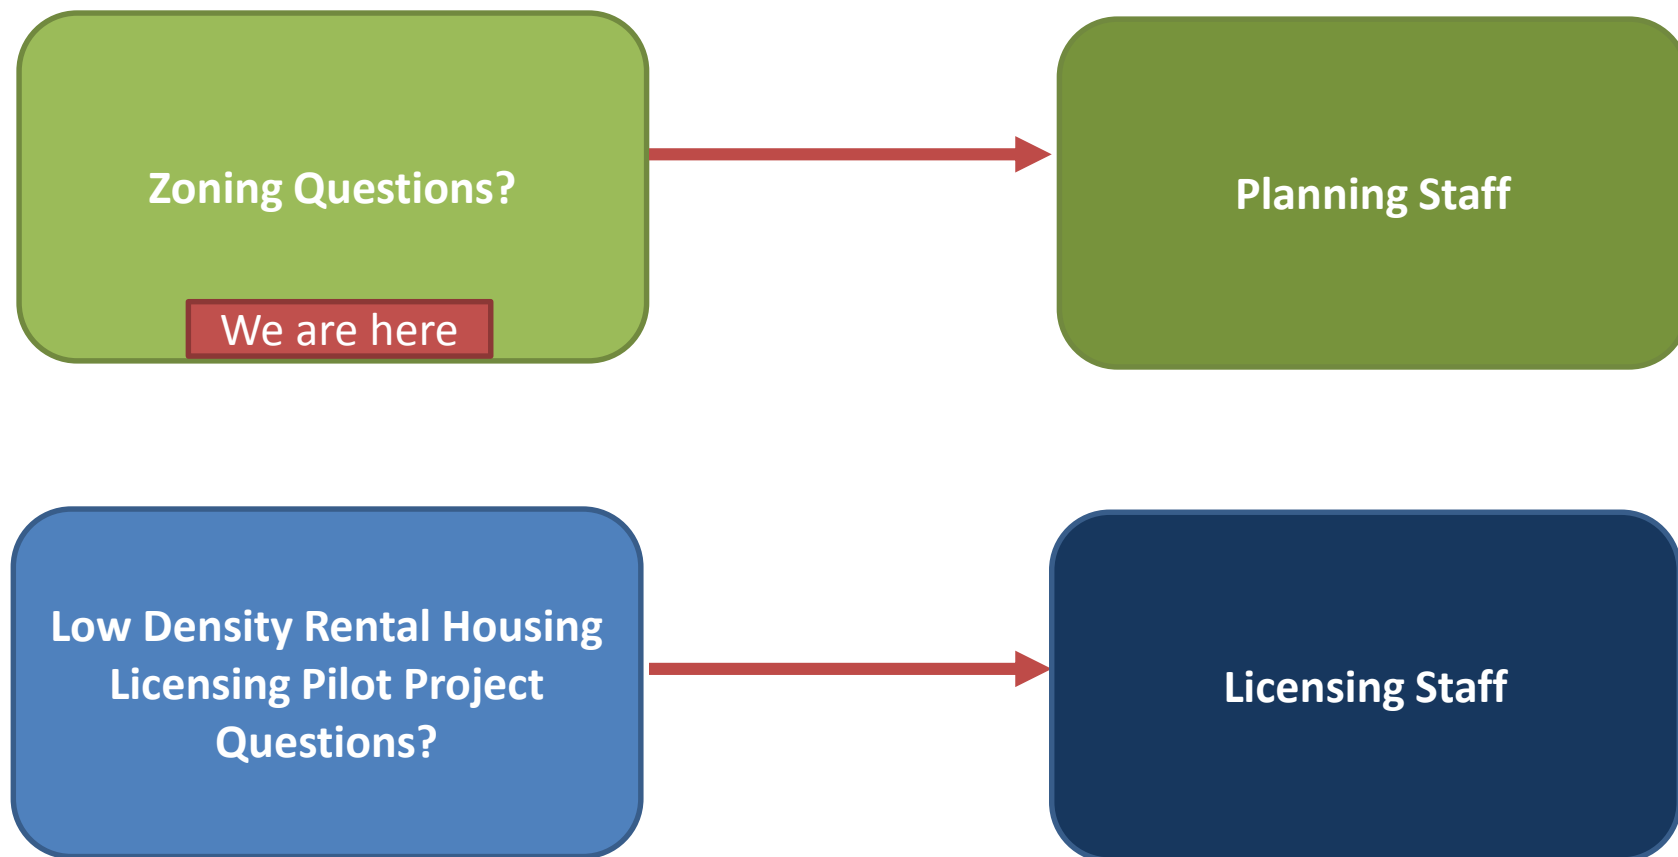 Zoning Questions?
We are here
Planning Staff
Low Density Rental Housing
Licensing Pilot Project
Questions?
Licensing Staff